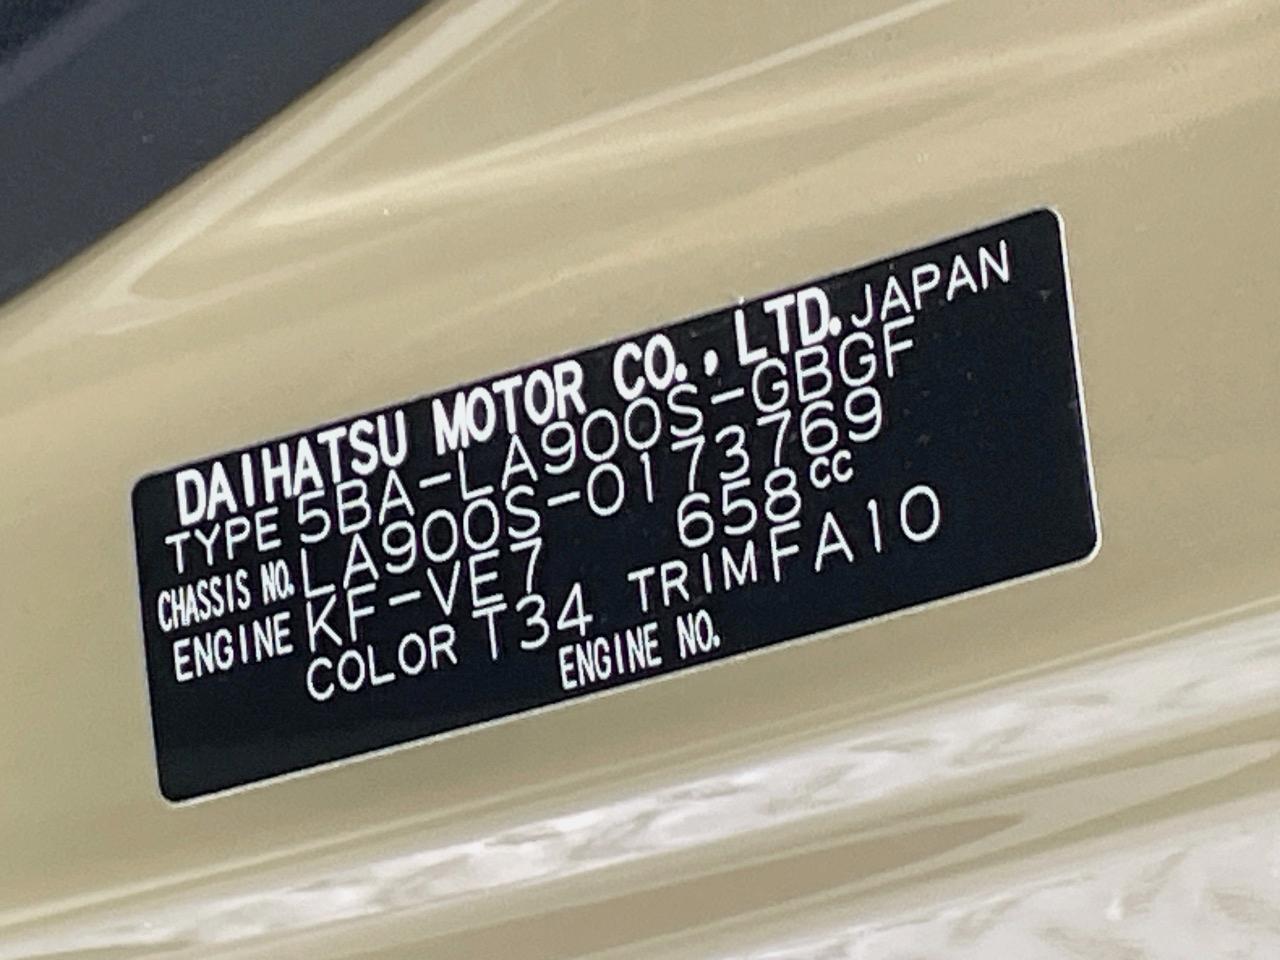 DAIHATSU MOTOR CO., LTD. JAPAN
TYPE 5BA-LA900S-GBGF
CHASSIS NO. LA900S-0173769
ENGINE KF-VE7 658cc
COLOR T34 TRIM FA10
ENGINE NO.